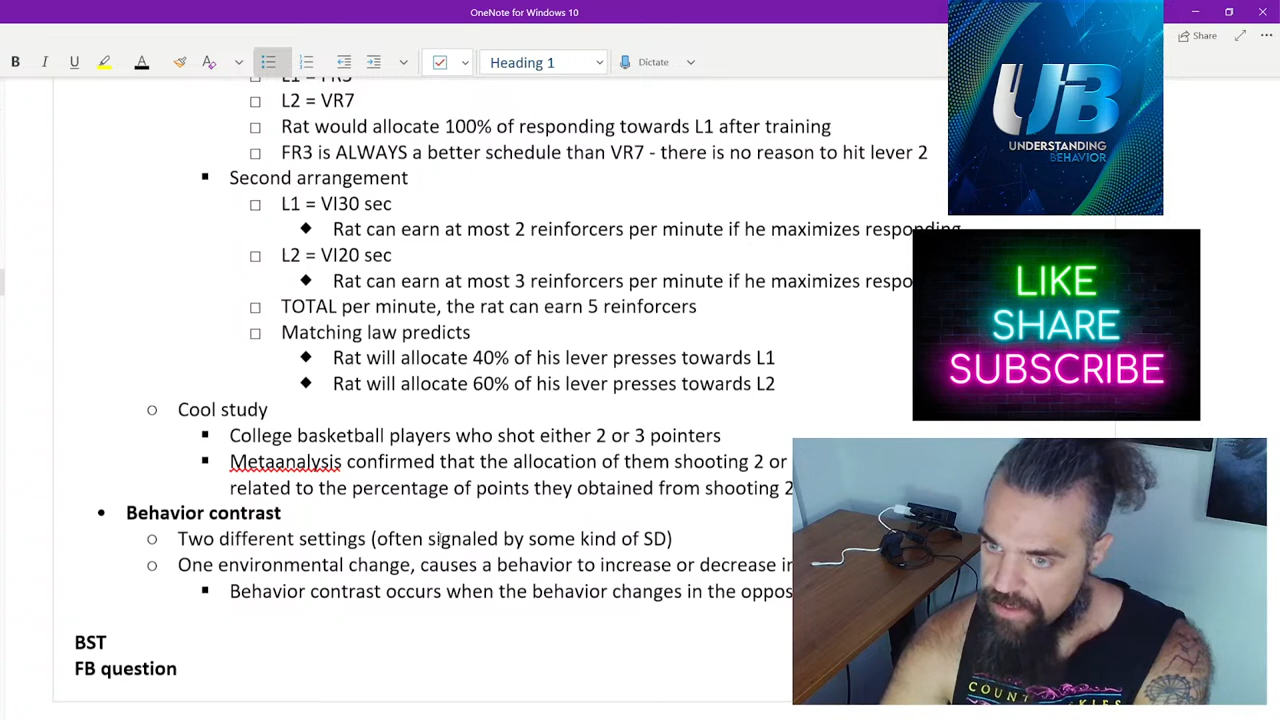 OneNote for Windows 10
Share
B I U A A Heading 1 Dictate
L1 = FR3
L2 = VR7
Rat would allocate 100% of responding towards L1 after training
FR3 is ALWAYS a better schedule than VR7 - there is no reason to hit lever 2
Second arrangement
L1 = VI30 sec
Rat can earn at most 2 reinforcers per minute if he maximizes responding
L2 = VI20 sec
Rat can earn at most 3 reinforcers per minute if he maximizes respo
TOTAL per minute, the rat can earn 5 reinforcers
Matching law predicts
Rat will allocate 40% of his lever presses towards L1
Rat will allocate 60% of his lever presses towards L2
Cool study
College basketball players who shot either 2 or 3 pointers
Metaanalysis confirmed that the allocation of them shooting 2 or
related to the percentage of points they obtained from shooting 2
Behavior contrast
Two different settings (often signaled by some kind of SD)
One environmental change, causes a behavior to increase or decrease in
Behavior contrast occurs when the behavior changes in the oppos
BST
FB question
UB
UNDERSTANDING
BEHAVIOR
LIKE
SHARE
SUBSCRIBE
COUNT